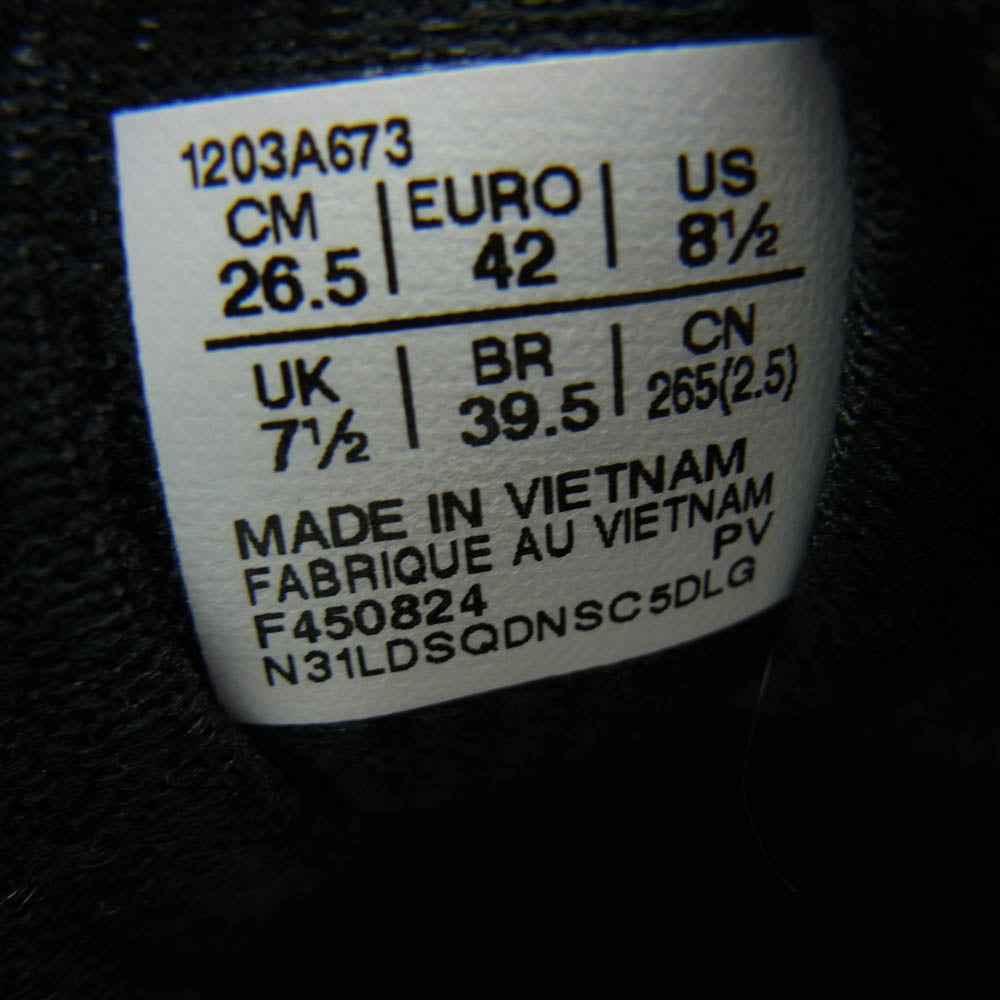 1203A673
CM | EURO | US
26.5 | 42 | 8½
UK | BR | CN
7½ | 39.5 | 265(2.5)
MADE IN VIETNAM
FABRIQUE AU VIETNAM
PV
F450824
N31LDSQDNSC5DLG